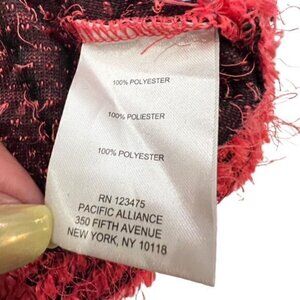 100% POLYESTER
100% POLIESTER
100% POLYESTER
RN 123475
PACIFIC ALLIANCE
350 FIFTH AVENUE
NEW YORK, NY 10118